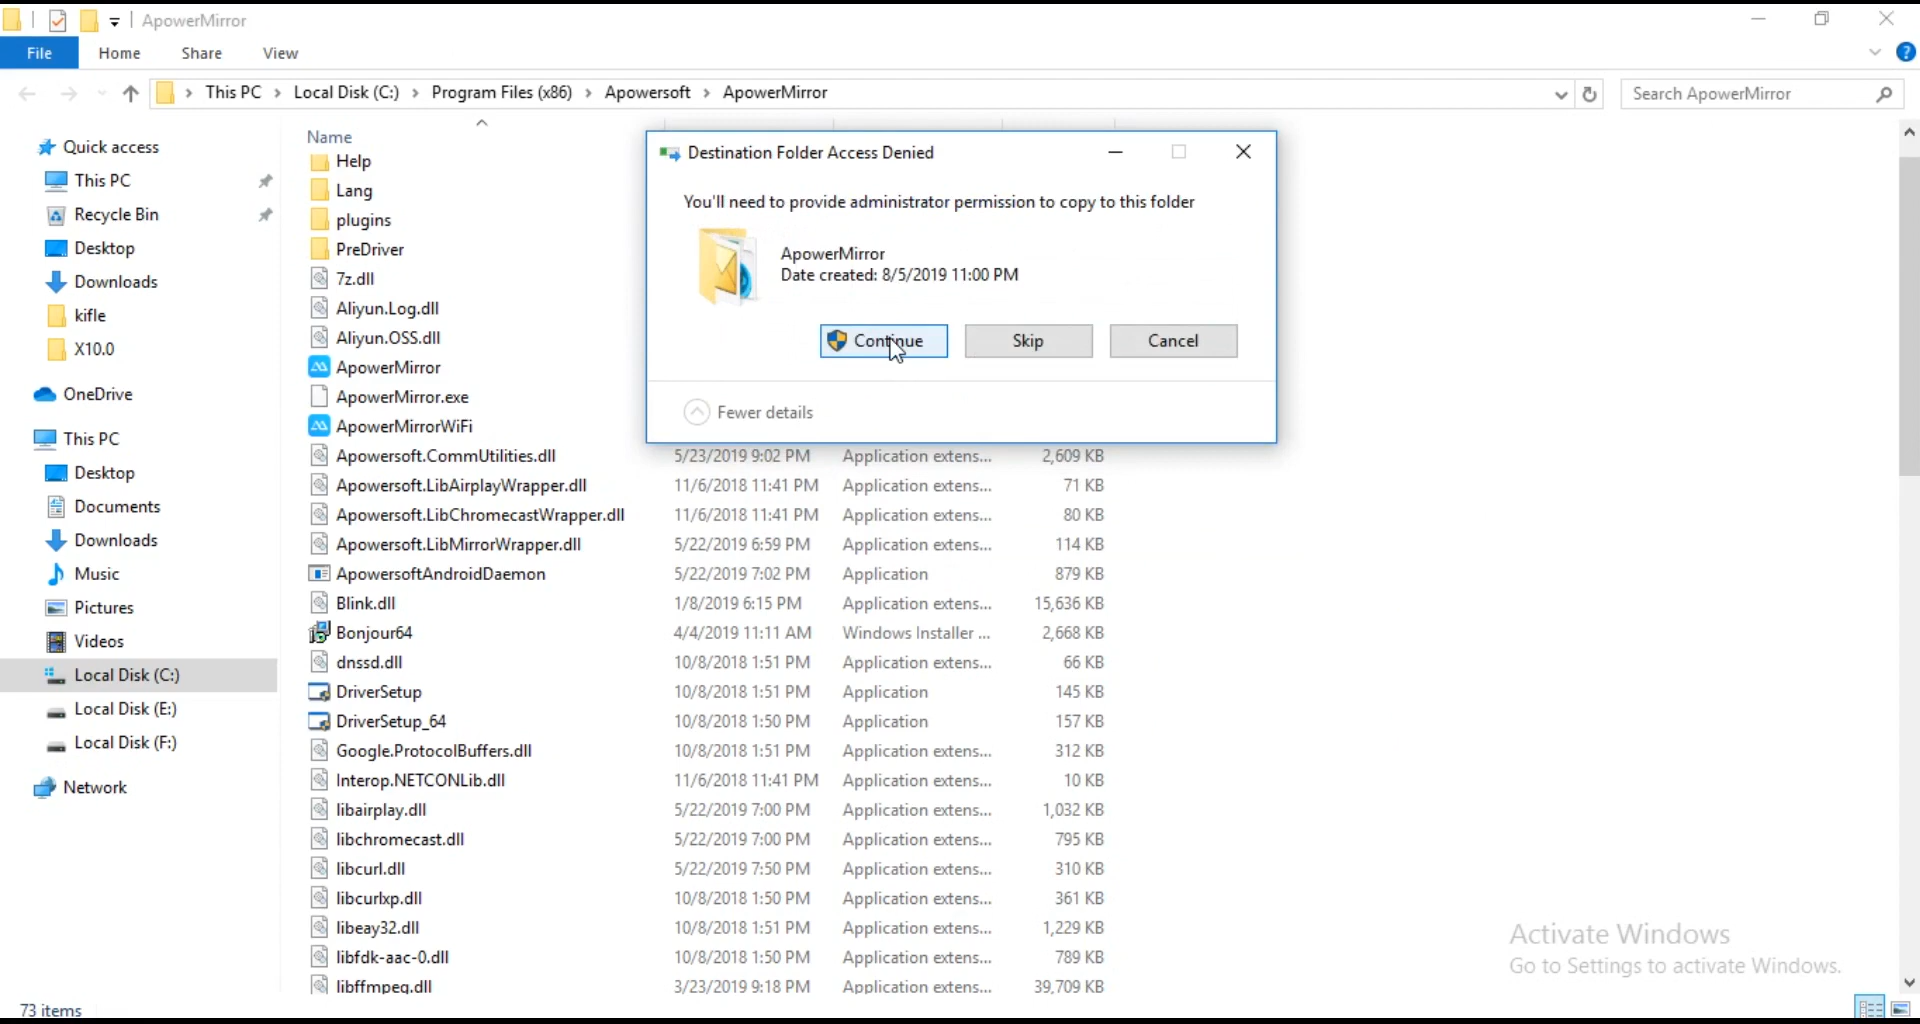 ApowerMirror
File Home Share View
This PC Local Disk (C:) Program Files (x86) Apowersoft ApowerMirror
Search ApowerMirror
Quick access
This PC
Recycle Bin
Desktop
Downloads
kifle
X10.0
OneDrive
This PC
Desktop
Documents
Downloads
Music
Pictures
Videos
Local Disk (C:)
Local Disk (E:)
Local Disk (F:)
Network
Name
Help
Lang
plugins
PreDriver
7z.dll
Aliyun.Log.dll
Aliyun.OSS.dll
ApowerMirror
ApowerMirror.exe
ApowerMirrorWiFi
Apowersoft.CommUtilities.dll 5/23/2019 9:02 PM Application extens... 2,609 KB
Apowersoft.LibAirplayWrapper.dll 11/6/2018 11:41 PM Application extens... 71 KB
Apowersoft.LibChromecastWrapper.dll 11/6/2018 11:41 PM Application extens... 80 KB
Apowersoft.LibMirrorWrapper.dll 5/22/2019 6:59 PM Application extens... 114 KB
ApowersoftAndroidDaemon 5/22/2019 7:02 PM Application 879 KB
Blink.dll 1/8/2019 6:15 PM Application extens... 15,636 KB
Bonjour64 4/4/2019 11:11 AM Windows Installer ... 2,668 KB
dnssd.dll 10/8/2018 1:51 PM Application extens... 66 KB
DriverSetup 10/8/2018 1:51 PM Application 145 KB
DriverSetup_64 10/8/2018 1:50 PM Application 157 KB
Google.ProtocolBuffers.dll 10/8/2018 1:51 PM Application extens... 312 KB
Interop.NETCONLib.dll 11/6/2018 11:41 PM Application extens... 10 KB
libairplay.dll 5/22/2019 7:00 PM Application extens... 1,032 KB
libchromecast.dll 5/22/2019 7:00 PM Application extens... 795 KB
libcurl.dll 5/22/2019 7:50 PM Application extens... 310 KB
libcurlxp.dll 10/8/2018 1:50 PM Application extens... 361 KB
libeay32.dll 10/8/2018 1:51 PM Application extens... 1,229 KB
libfdk-aac-0.dll 10/8/2018 1:50 PM Application extens... 789 KB
libffmpeg.dll 3/23/2019 9:18 PM Application extens... 39,709 KB
Destination Folder Access Denied
You'll need to provide administrator permission to copy to this folder
ApowerMirror
Date created: 8/5/2019 11:00 PM
Continue Skip Cancel
Fewer details
Activate Windows
Go to Settings to activate Windows.
73 items